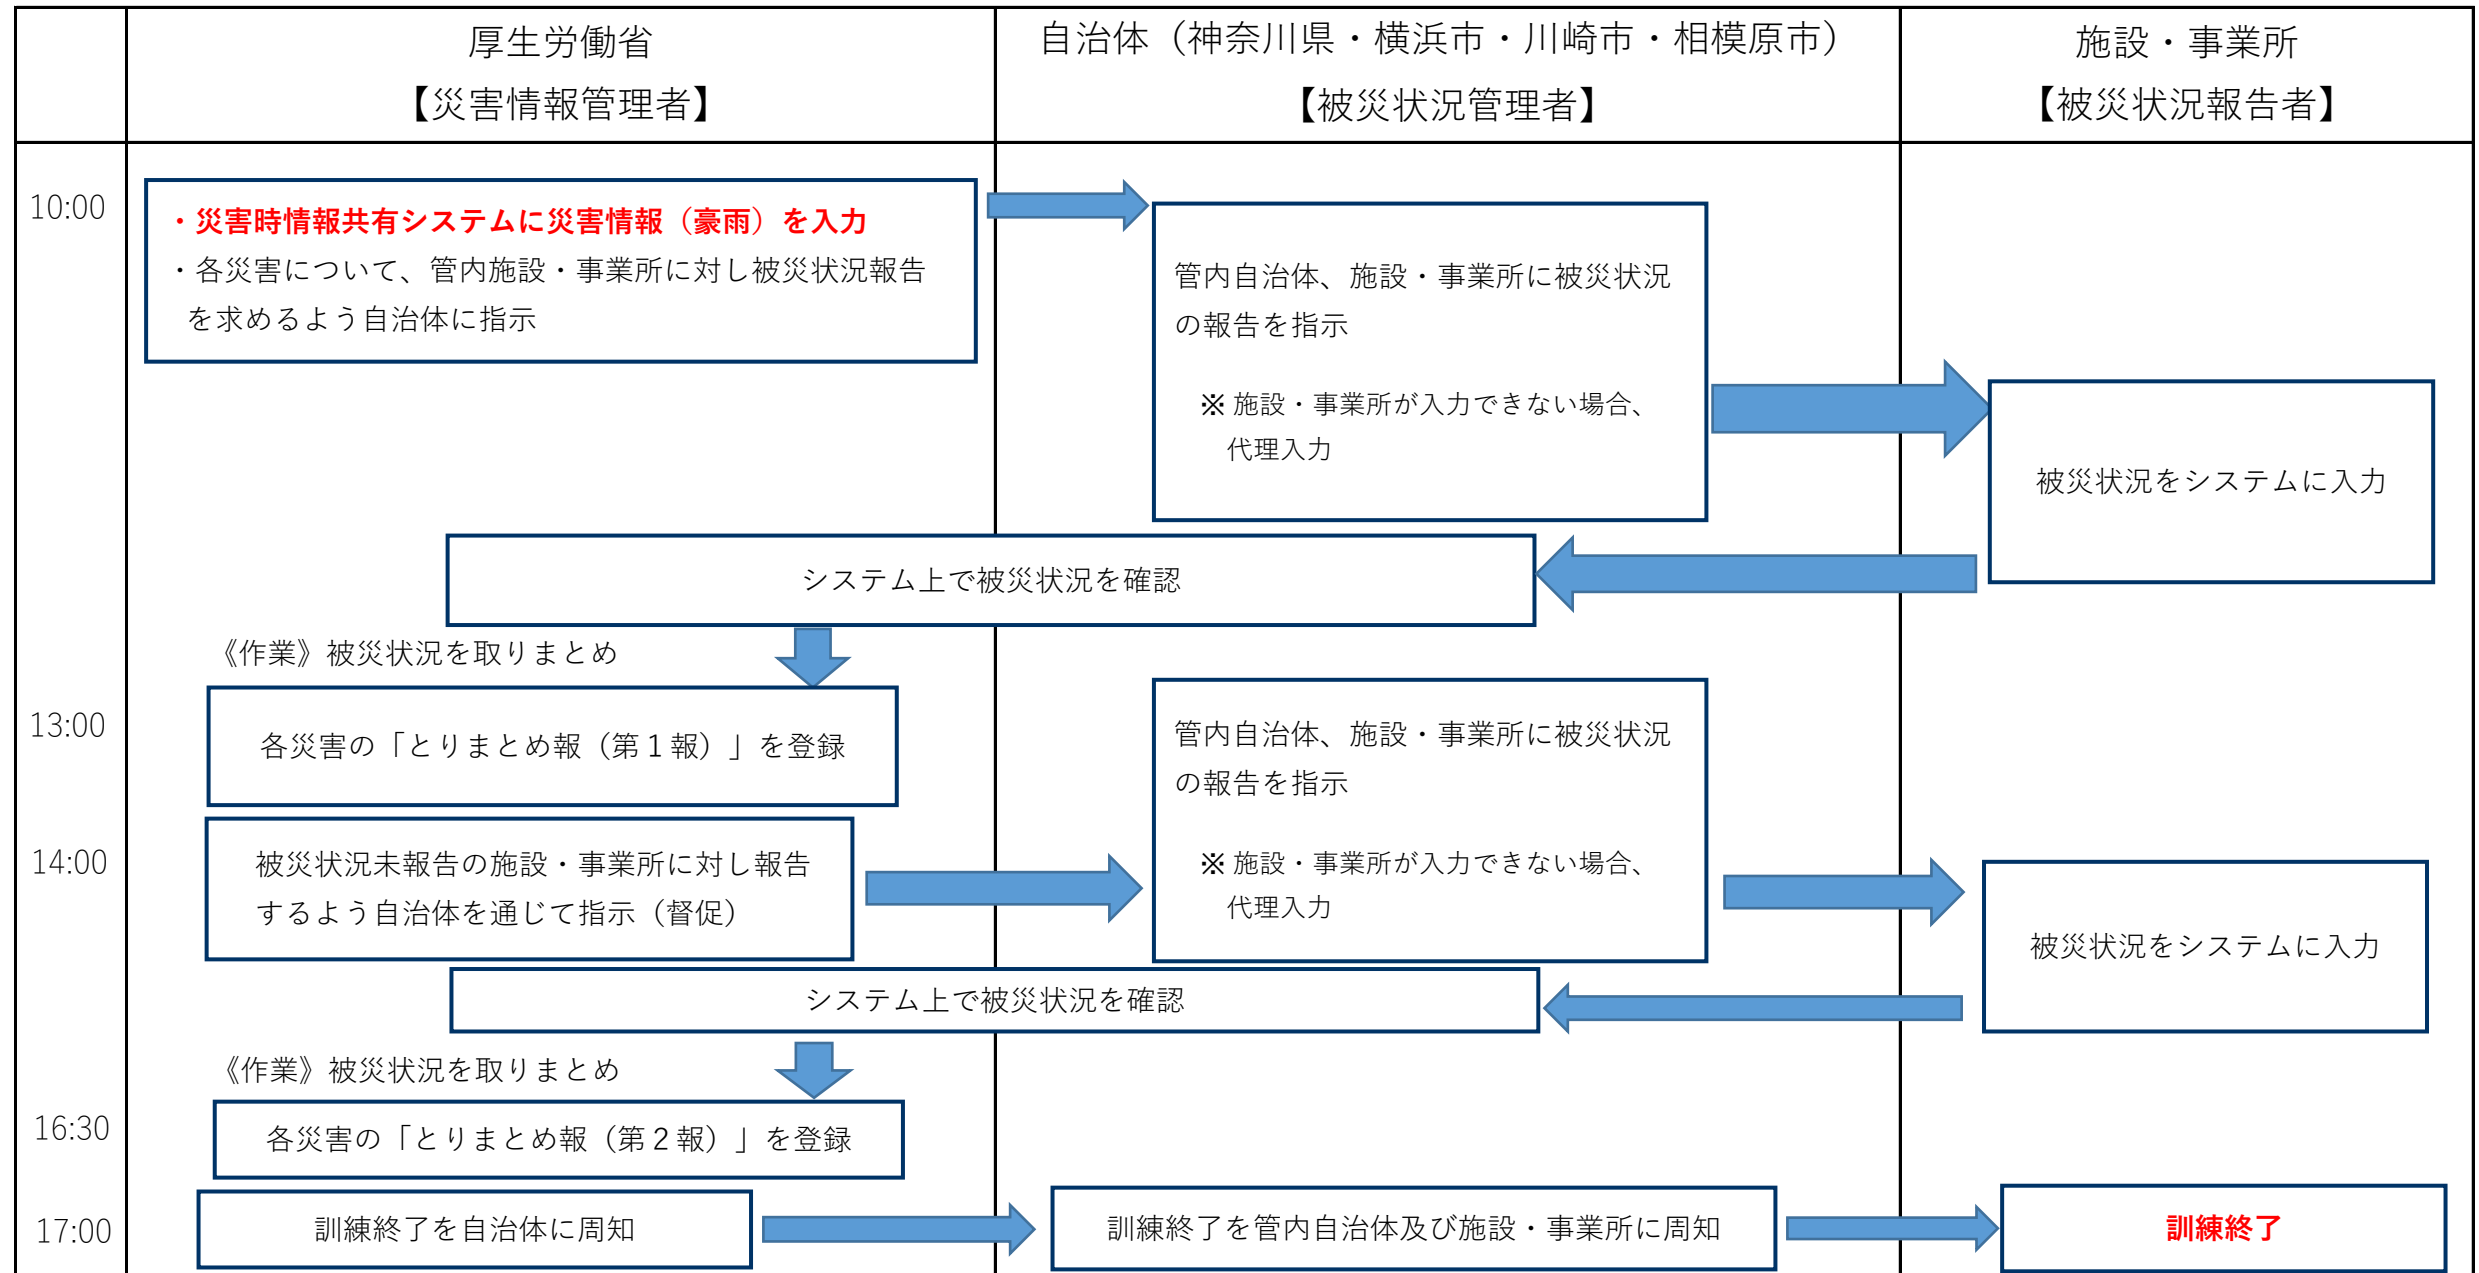 厚生労働省
【災害情報管理者】
自治体（神奈川県・横浜市・川崎市・相模原市）
【被災状況管理者】
施設・事業所
【被災状況報告者】
10:00
・災害時情報共有システムに災害情報（豪雨）を入力
・各災害について、管内施設・事業所に対し被災状況報告
を求めるよう自治体に指示
管内自治体、施設・事業所に被災状況
の報告を指示
※ 施設・事業所が入力できない場合、
代理入力
被災状況をシステムに入力
システム上で被災状況を確認
《作業》被災状況を取りまとめ
13:00
各災害の「とりまとめ報（第１報）」を登録
管内自治体、施設・事業所に被災状況
の報告を指示
※ 施設・事業所が入力できない場合、
代理入力
14:00
被災状況未報告の施設・事業所に対し報告
するよう自治体を通じて指示（督促）
被災状況をシステムに入力
システム上で被災状況を確認
《作業》被災状況を取りまとめ
16:30
各災害の「とりまとめ報（第２報）」を登録
17:00
訓練終了を自治体に周知
訓練終了を管内自治体及び施設・事業所に周知
訓練終了